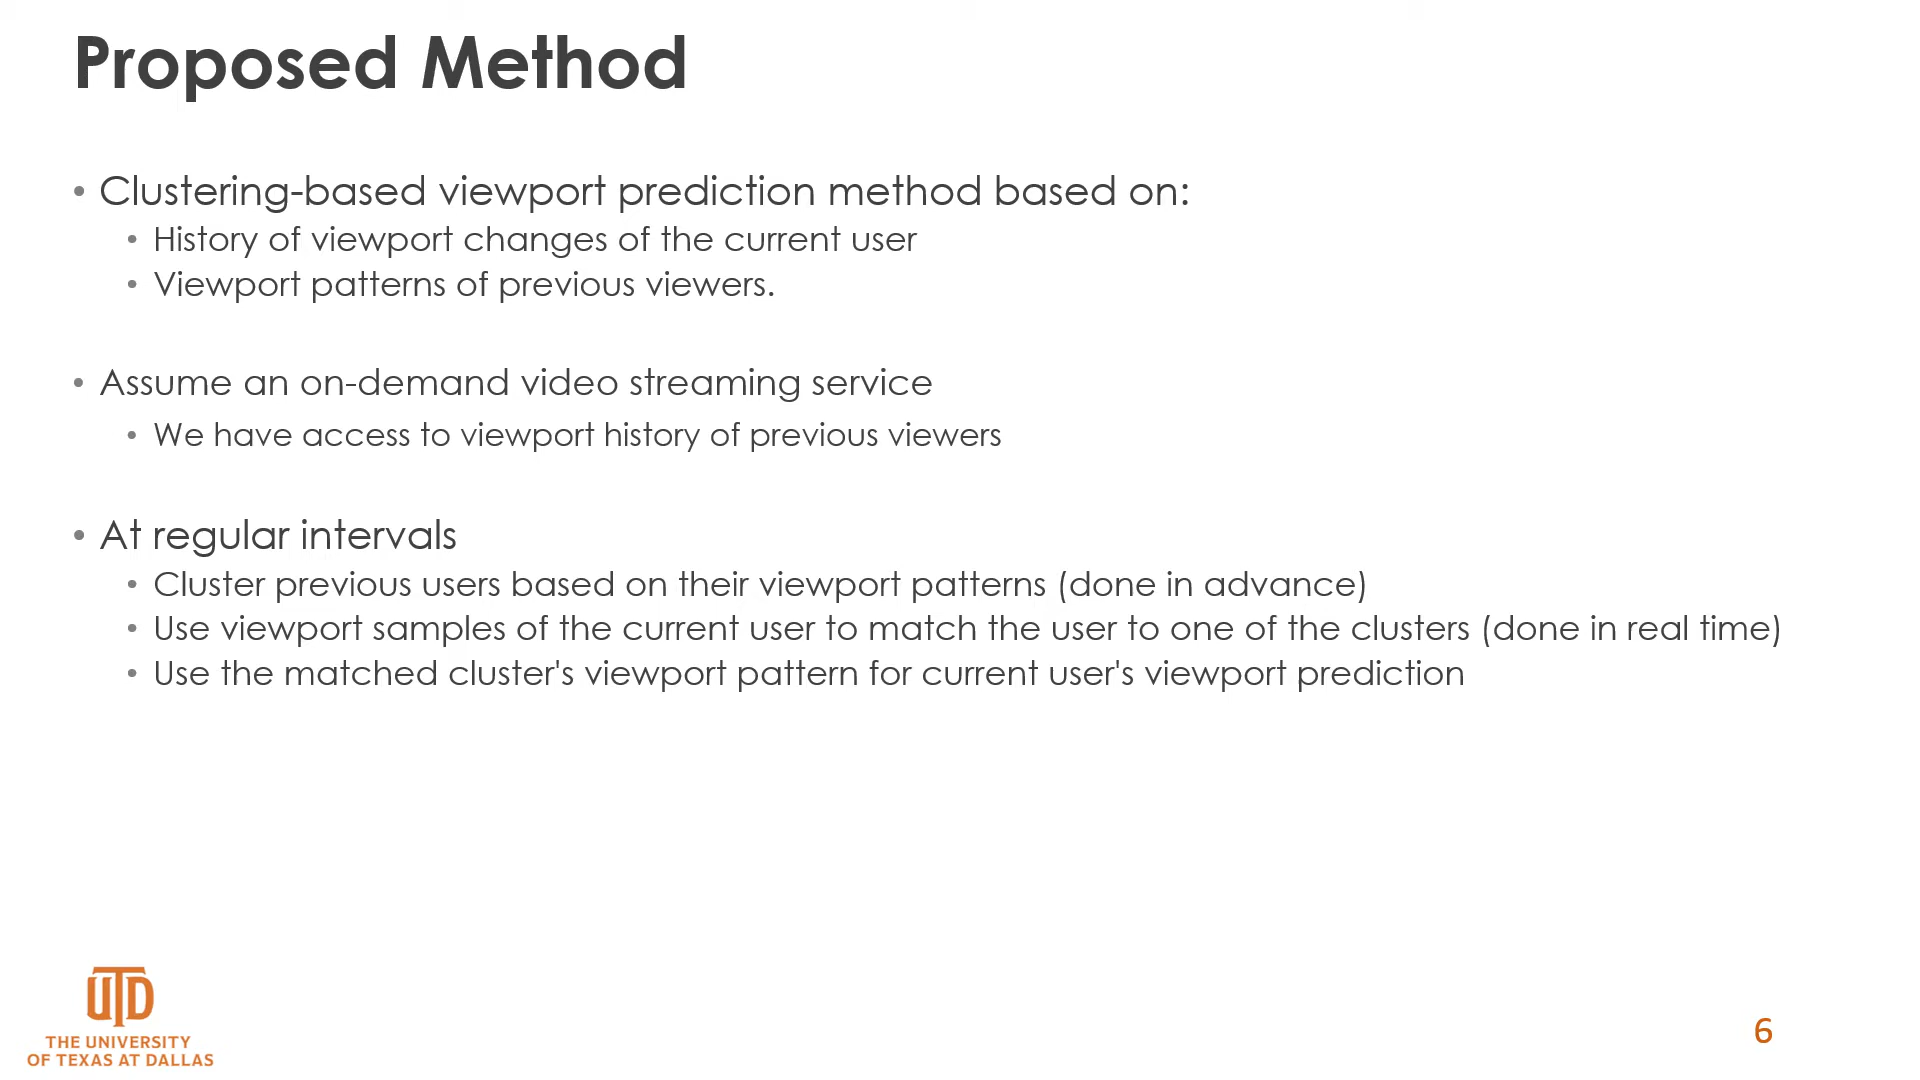 Proposed Method
• Clustering-based viewport prediction method based on:
• History of viewport changes of the current user
• Viewport patterns of previous viewers.
• Assume an on-demand video streaming service
• We have access to viewport history of previous viewers
• At regular intervals
• Cluster previous users based on their viewport patterns (done in advance)
• Use viewport samples of the current user to match the user to one of the clusters (done in real time)
• Use the matched cluster's viewport pattern for current user's viewport prediction
UTD
THE UNIVERSITY
OF TEXAS AT DALLAS
6